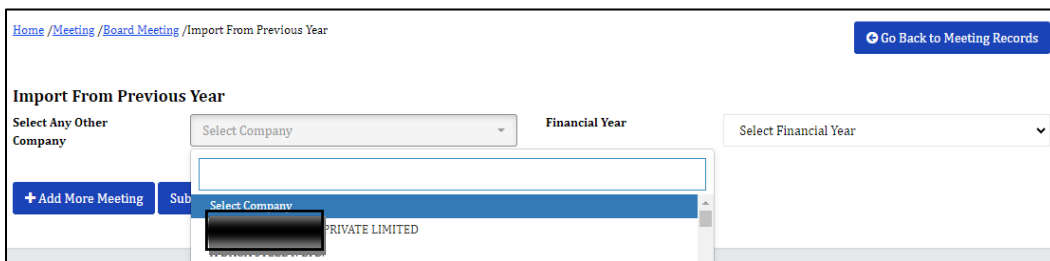 Home /Meeting /Board Meeting /Import From Previous Year
Go Back to Meeting Records
Import From Previous Year
Select Any Other Company
Select Company
Financial Year
Select Financial Year
Add More Meeting
Sub
Select Company
PRIVATE LIMITED